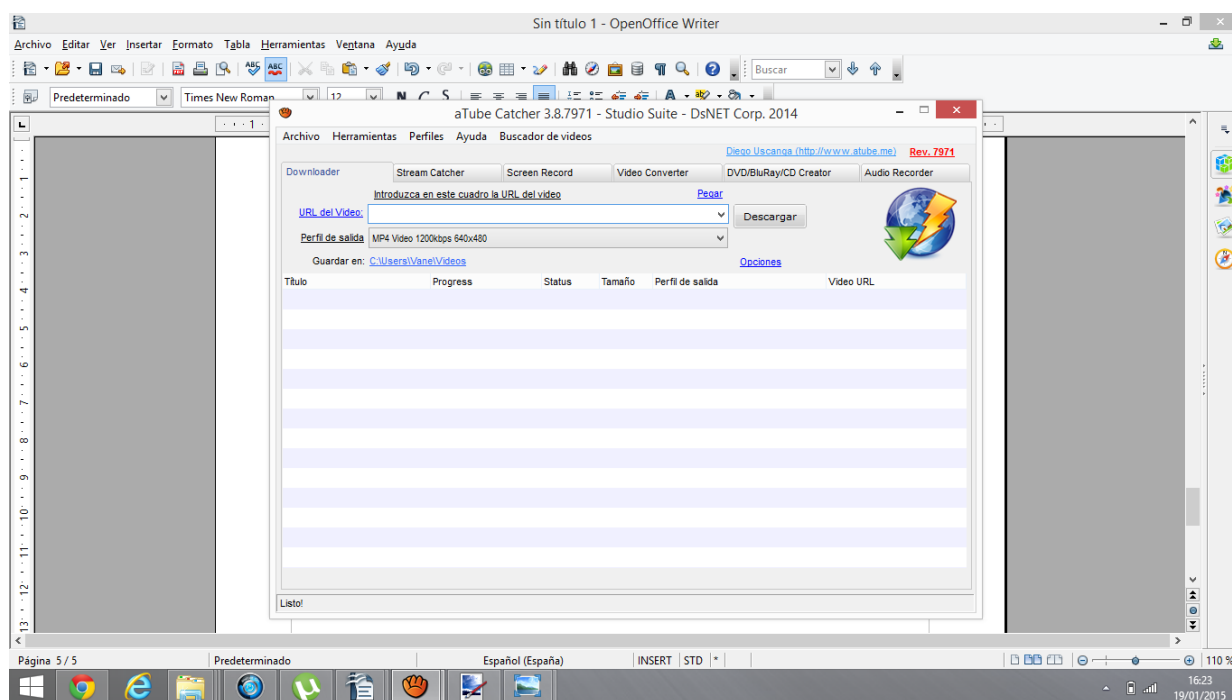 Sin título 1 - OpenOffice Writer
Archivo Editar Ver Insertar Formato Tabla Herramientas Ventana Ayuda
Buscar
Predeterminado Times New Roman 12 N C S
aTube Catcher 3.8.7971 - Studio Suite - DsNET Corp. 2014
Archivo Herramientas Perfiles Ayuda Buscador de videos
Diego Uscanga (http://www.atube.me) Rev. 7971
Downloader Stream Catcher Screen Record Video Converter DVD/BluRay/CD Creator Audio Recorder
Introduzca en este cuadro la URL del video Pegar
URL del Video: Descargar
Perfil de salida MP4 Video 1200kbps 640x480
Guardar en: C:\Users\Vane\Videos Opciones
Título Progress Status Tamaño Perfil de salida Video URL
Listo!
Página 5 / 5 Predeterminado Español (España) INSERT STD * 110 %
16:23
19/01/2015